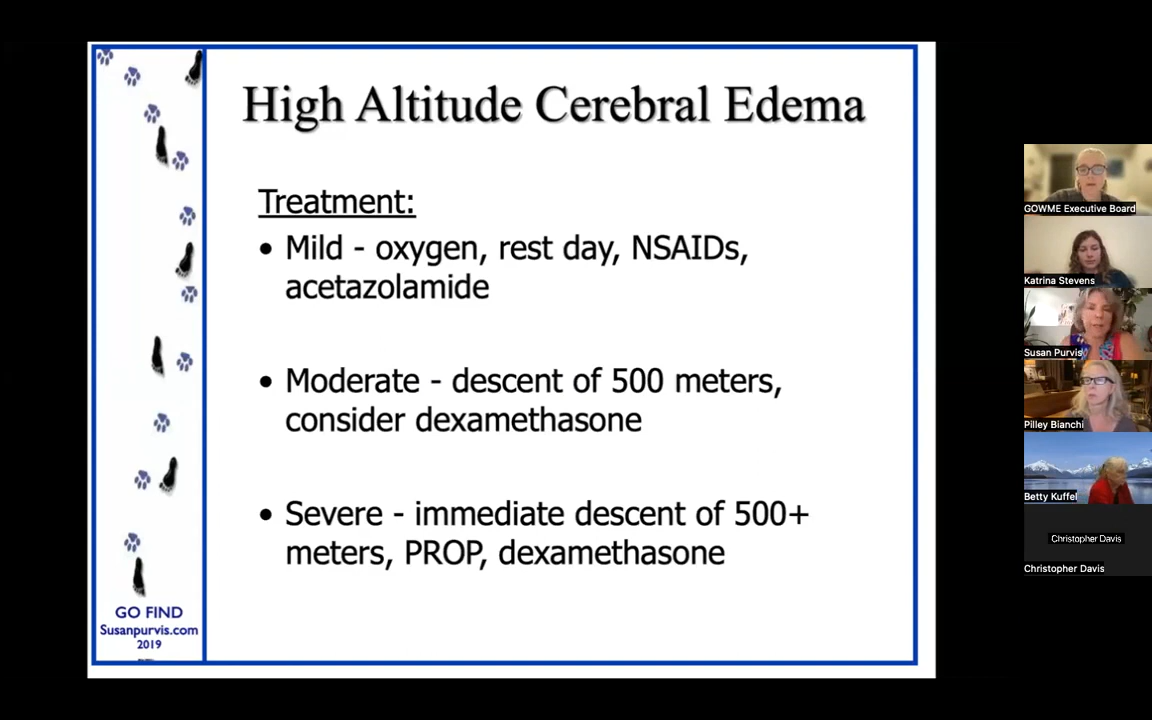 High Altitude Cerebral Edema
Treatment:
• Mild - oxygen, rest day, NSAIDs,
acetazolamide
• Moderate - descent of 500 meters,
consider dexamethasone
• Severe - immediate descent of 500+
meters, PROP, dexamethasone
GO FIND
Susanpurvis.com
2019
GOWME Executive Board
Katrina Stevens
Susan Purvis
Pilley Bianchi
Betty Kuffel
Christopher Davis
Christopher Davis